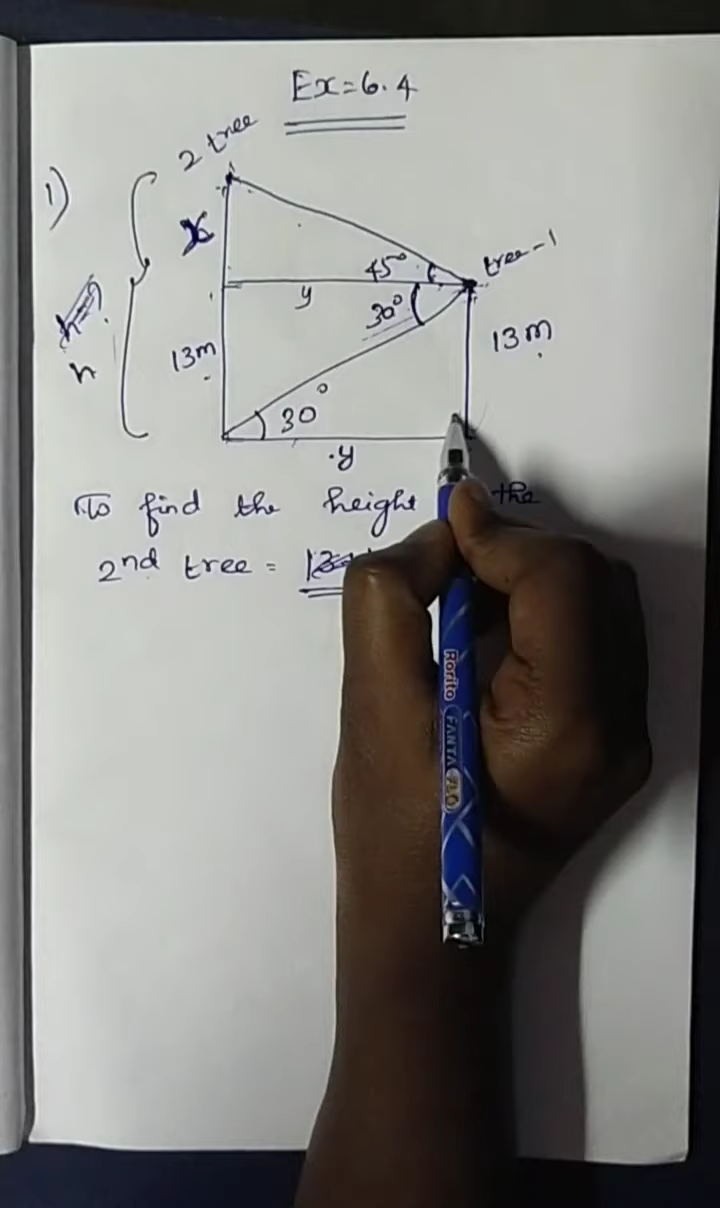 Ex=6.4
1)
2 tree
x
45°
tree-1
y
30°
13m
13m
h
30°
y
To find the height the
2nd tree =
Rorito FANTA